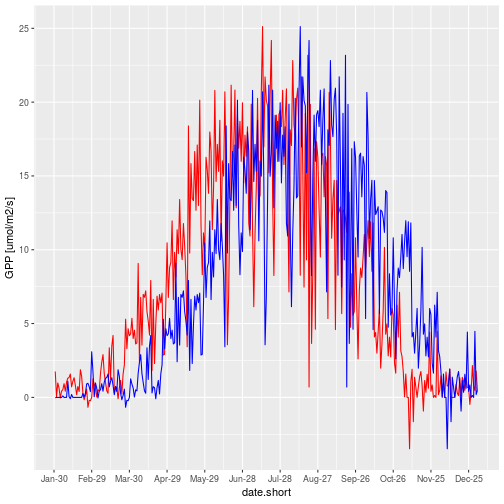 GPP [umol/m2/s]
25
20
15
10
5
0
Jan-30 Feb-29 Mar-30 Apr-29 May-29 Jun-28 Jul-28 Aug-27 Sep-26 Oct-26 Nov-25 Dec-25
date.short